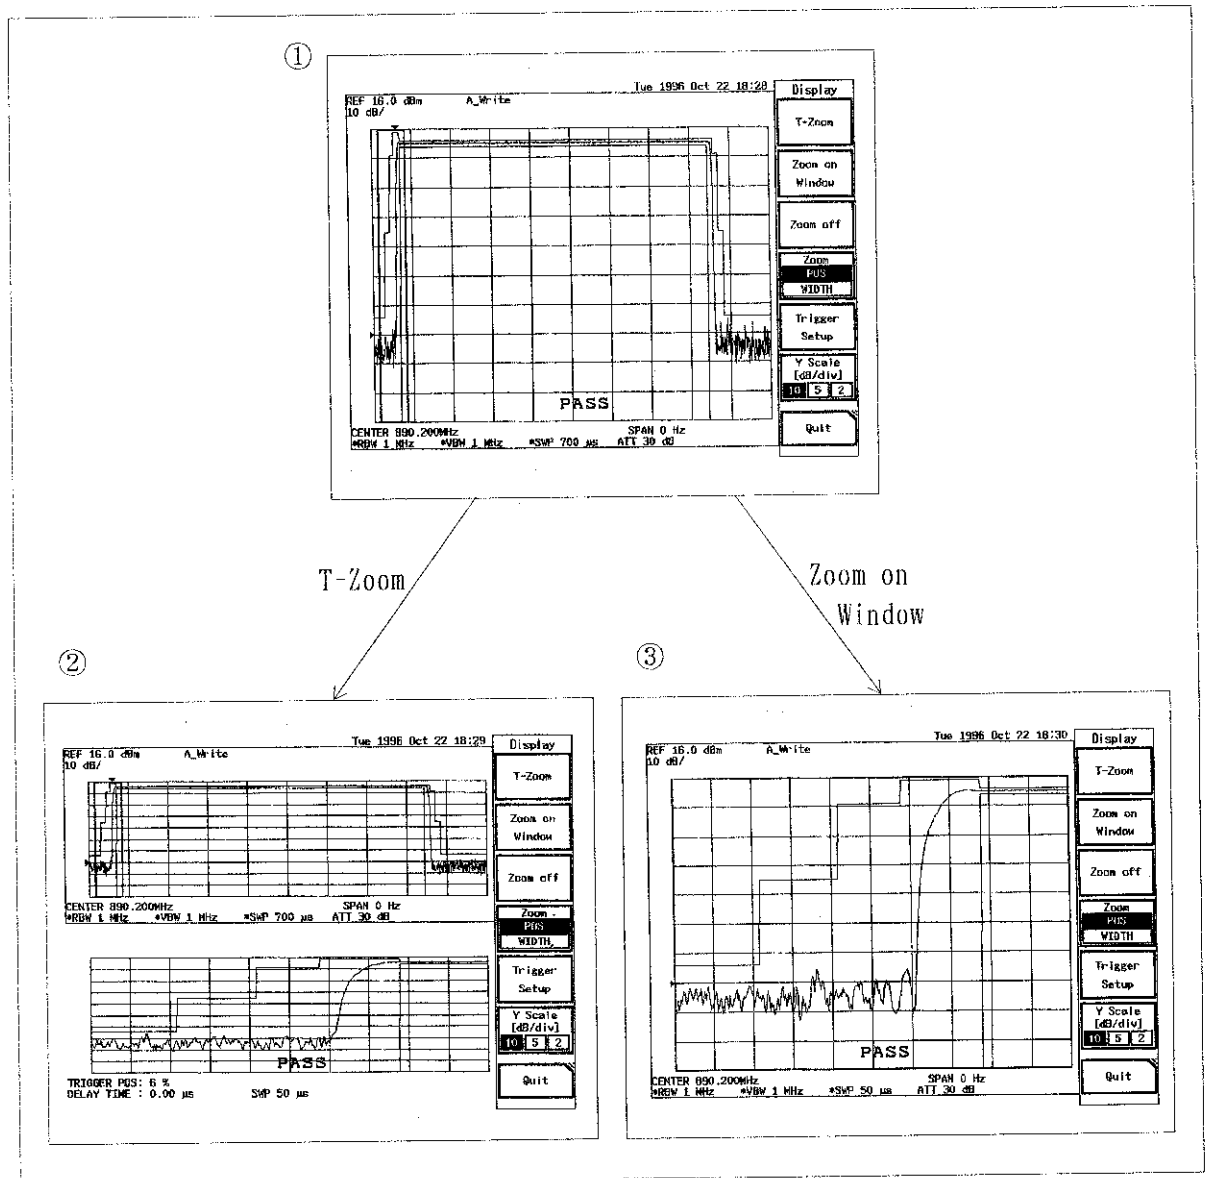 ①
Tue 1996 Oct 22 18:28
REF 16.0 dBm A_Write
10 dB/
PASS
CENTER 890.200MHz SPAN 0 Hz
*RBW 1 MHz *VBW 1 MHz *SWP 700 µs ATT 30 dB
Display
T-Zoom
Zoom on
Window
Zoom off
Zoom
POS
WIDTH
Trigger
Setup
Y Scale
[dB/div]
10 5 2
Quit
T-Zoom
Zoom on
Window
②
Tue 1996 Oct 22 18:29
REF 16.0 dBm A_Write
10 dB/
CENTER 890.200MHz SPAN 0 Hz
*RBW 1 MHz *VBW 1 MHz *SWP 700 µs ATT 30 dB
PASS
TRIGGER POS: 6 %
DELAY TIME : 0.00 µs SWP 50 µs
Display
T-Zoom
Zoom on
Window
Zoom off
Zoom
POS
WIDTH
Trigger
Setup
Y Scale
[dB/div]
10 5 2
Quit
③
Tue 1996 Oct 22 18:30
REF 16.0 dBm A_Write
10 dB/
PASS
CENTER 890.200MHz SPAN 0 Hz
*RBW 1 MHz *VBW 1 MHz *SWP 50 µs ATT 30 dB
Display
T-Zoom
Zoom on
Window
Zoom off
Zoom
POS
WIDTH
Trigger
Setup
Y Scale
[dB/div]
10 5 2
Quit